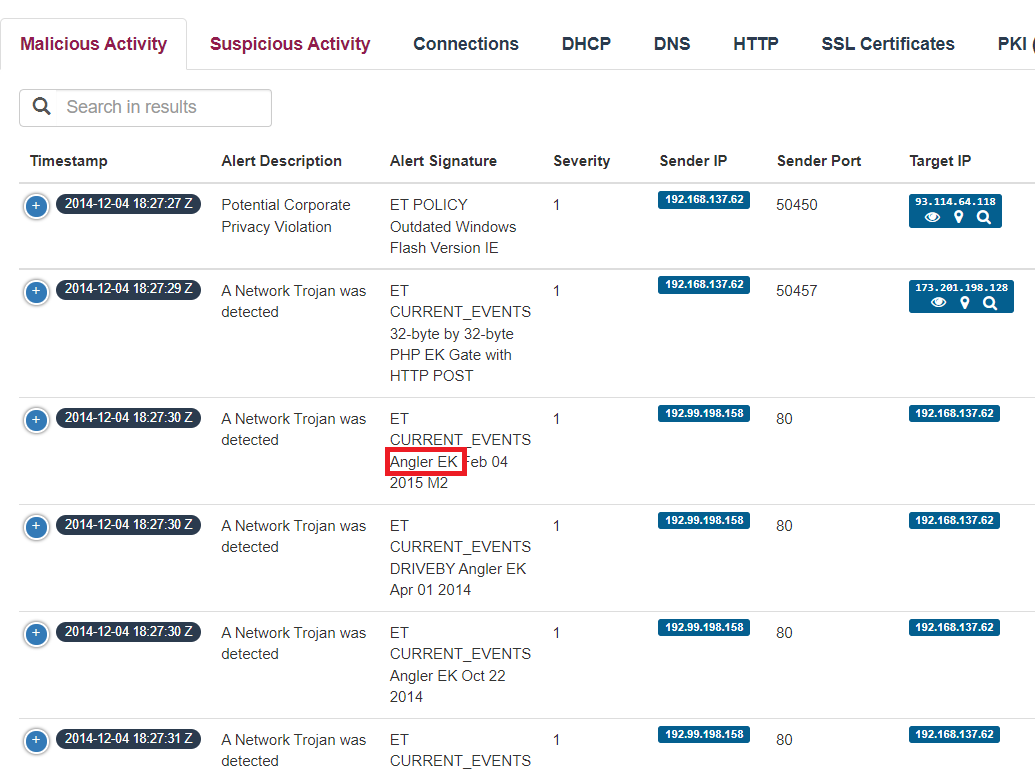 Malicious Activity Suspicious Activity Connections DHCP DNS HTTP SSL Certificates PKI (
Search in results
Timestamp Alert Description Alert Signature Severity Sender IP Sender Port Target IP
+ 2014-12-04 18:27:27 Z Potential Corporate ET POLICY 1 192.168.137.62 50450 93.114.64.118
Privacy Violation Outdated Windows
Flash Version IE
+ 2014-12-04 18:27:29 Z A Network Trojan was ET 1 192.168.137.62 50457 173.201.198.128
detected CURRENT_EVENTS
32-byte by 32-byte
PHP EK Gate with
HTTP POST
+ 2014-12-04 18:27:30 Z A Network Trojan was ET 1 192.99.198.158 80 192.168.137.62
detected CURRENT_EVENTS
Angler EK Feb 04
2015 M2
+ 2014-12-04 18:27:30 Z A Network Trojan was ET 1 192.99.198.158 80 192.168.137.62
detected CURRENT_EVENTS
DRIVEBY Angler EK
Apr 01 2014
+ 2014-12-04 18:27:30 Z A Network Trojan was ET 1 192.99.198.158 80 192.168.137.62
detected CURRENT_EVENTS
Angler EK Oct 22
2014
+ 2014-12-04 18:27:31 Z A Network Trojan was ET 1 192.99.198.158 80 192.168.137.62
detected CURRENT_EVENTS